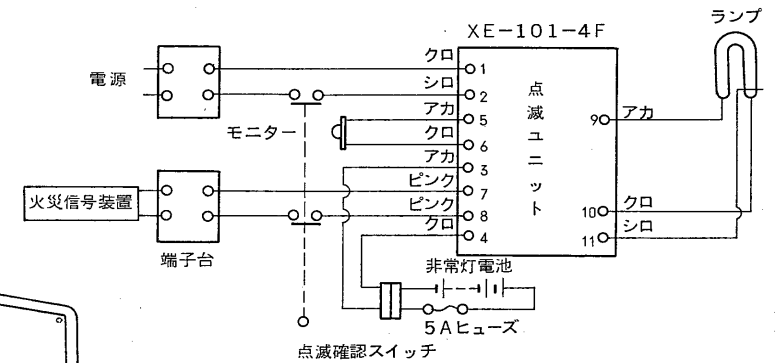 XE-101-4F
ランプ
電源
クロ
1
シロ
2
アカ
5
モニター
クロ
6
アカ
3
ピンク
7
ピンク
8
クロ
4
点滅ユニット
9
アカ
10
クロ
11
シロ
火災信号装置
端子台
非常灯電池
5Aヒューズ
点滅確認スイッチ